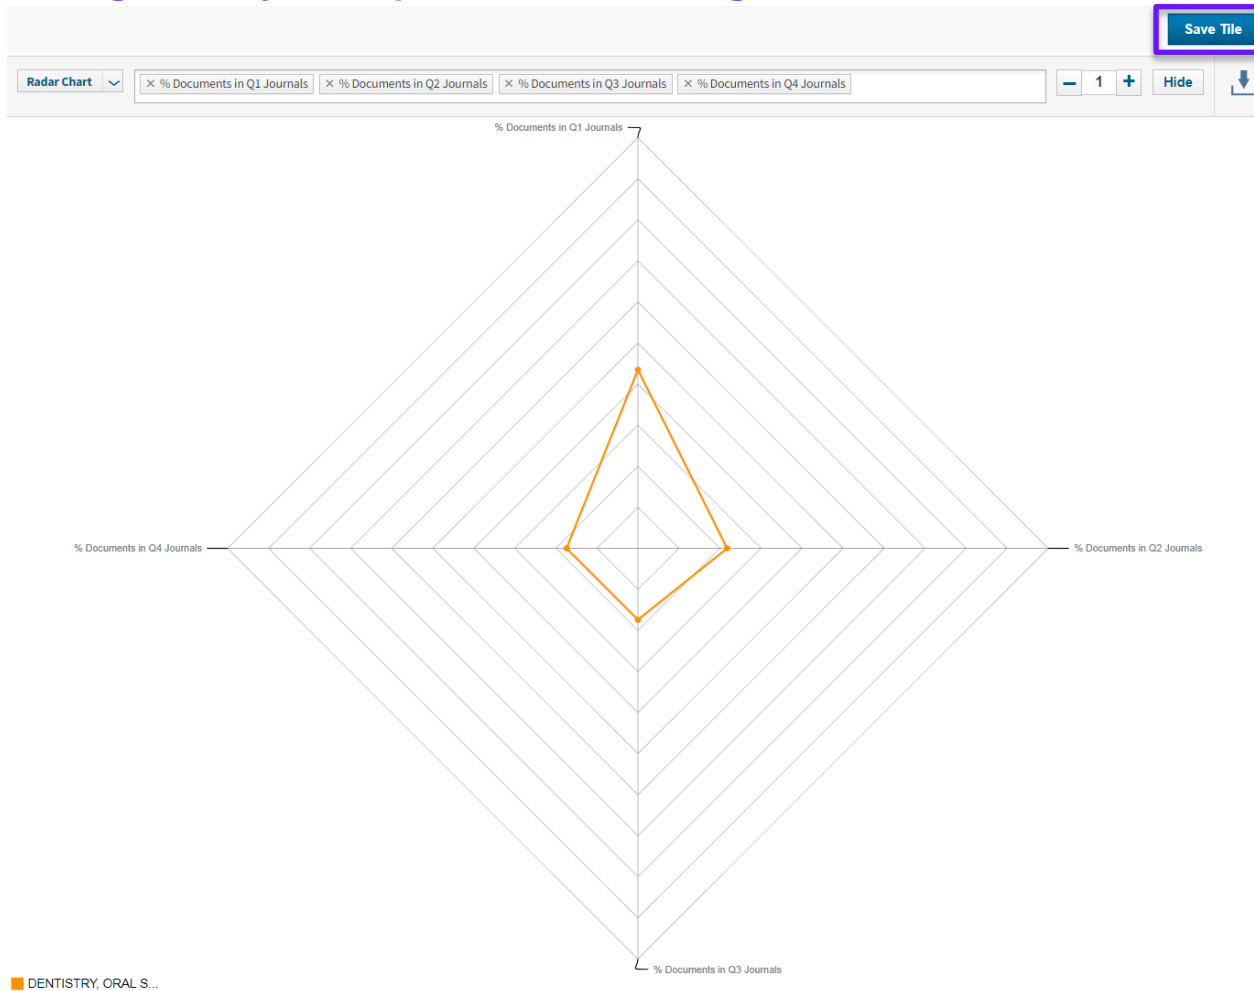 Save Tile
Radar Chart
× % Documents in Q1 Journals × % Documents in Q2 Journals × % Documents in Q3 Journals × % Documents in Q4 Journals
− 1 + Hide
% Documents in Q1 Journals
% Documents in Q4 Journals
% Documents in Q2 Journals
% Documents in Q3 Journals
DENTISTRY, ORAL S...